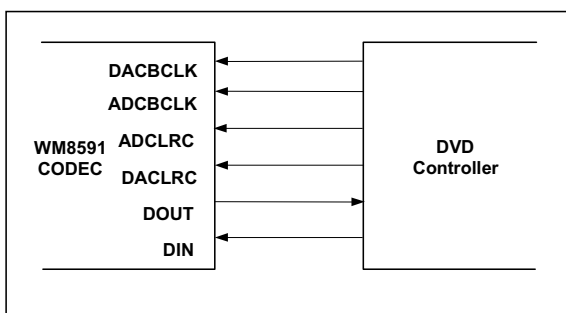 DACBCLK
ADCBCLK
ADCLRC
WM8591
CODEC
DACLRC
DOUT
DIN
DVD
Controller